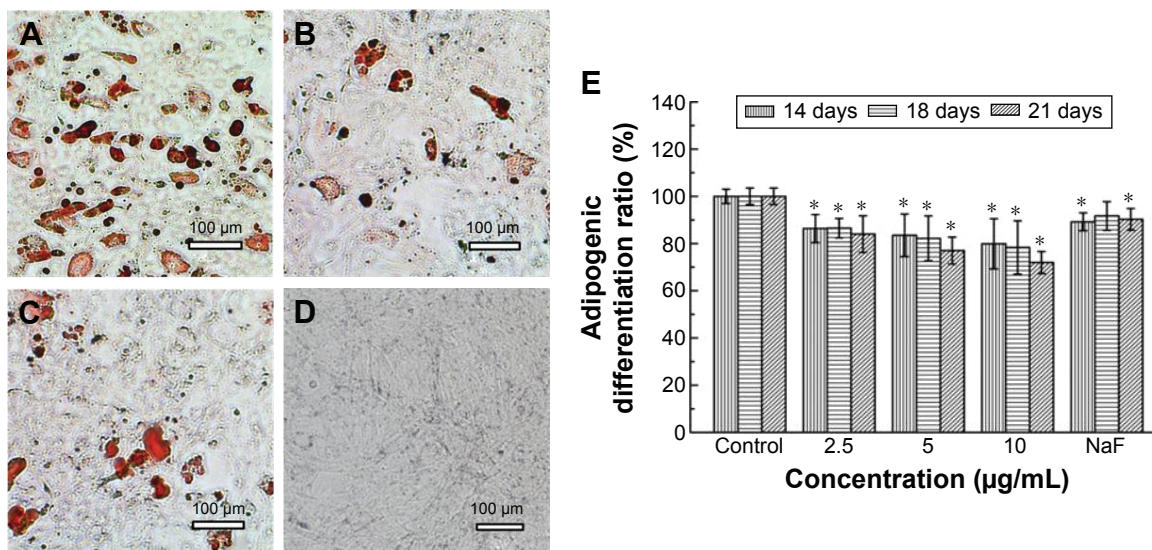 A
100 µm
B
100 µm
C
100 µm
D
100 µm
E
Adipogenic
differentiation ratio (%)
140
120
100
80
60
40
20
0
14 days 18 days 21 days
* * *
* * *
* * *
* *
Control 2.5 5 10 NaF
Concentration (µg/mL)